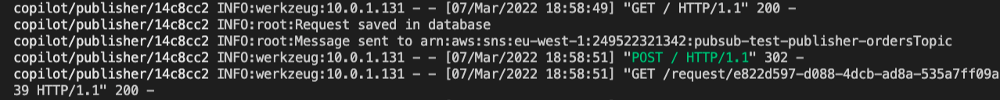 copilot/publisher/14c8cc2 INFO:werkzeug:10.0.1.131 - - [07/Mar/2022 18:58:49] "GET / HTTP/1.1" 200 -
copilot/publisher/14c8cc2 INFO:root:Request saved in database
copilot/publisher/14c8cc2 INFO:root:Message sent to arn:aws:sns:eu-west-1:249522321342:pubsub-test-publisher-ordersTopic
copilot/publisher/14c8cc2 INFO:werkzeug:10.0.1.131 - - [07/Mar/2022 18:58:51] "POST / HTTP/1.1" 302 -
copilot/publisher/14c8cc2 INFO:werkzeug:10.0.1.131 - - [07/Mar/2022 18:58:51] "GET /request/e822d597-d088-4dcb-ad8a-535a7ff09a
39 HTTP/1.1" 200 -